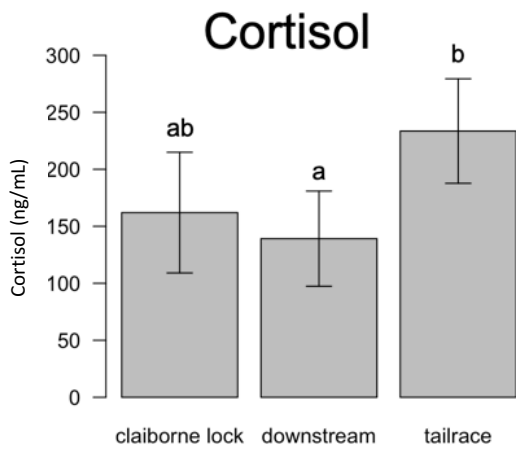 Cortisol
Cortisol (ng/mL)
300
250
200
150
100
50
0
ab
a
b
claiborne lock
downstream
tailrace